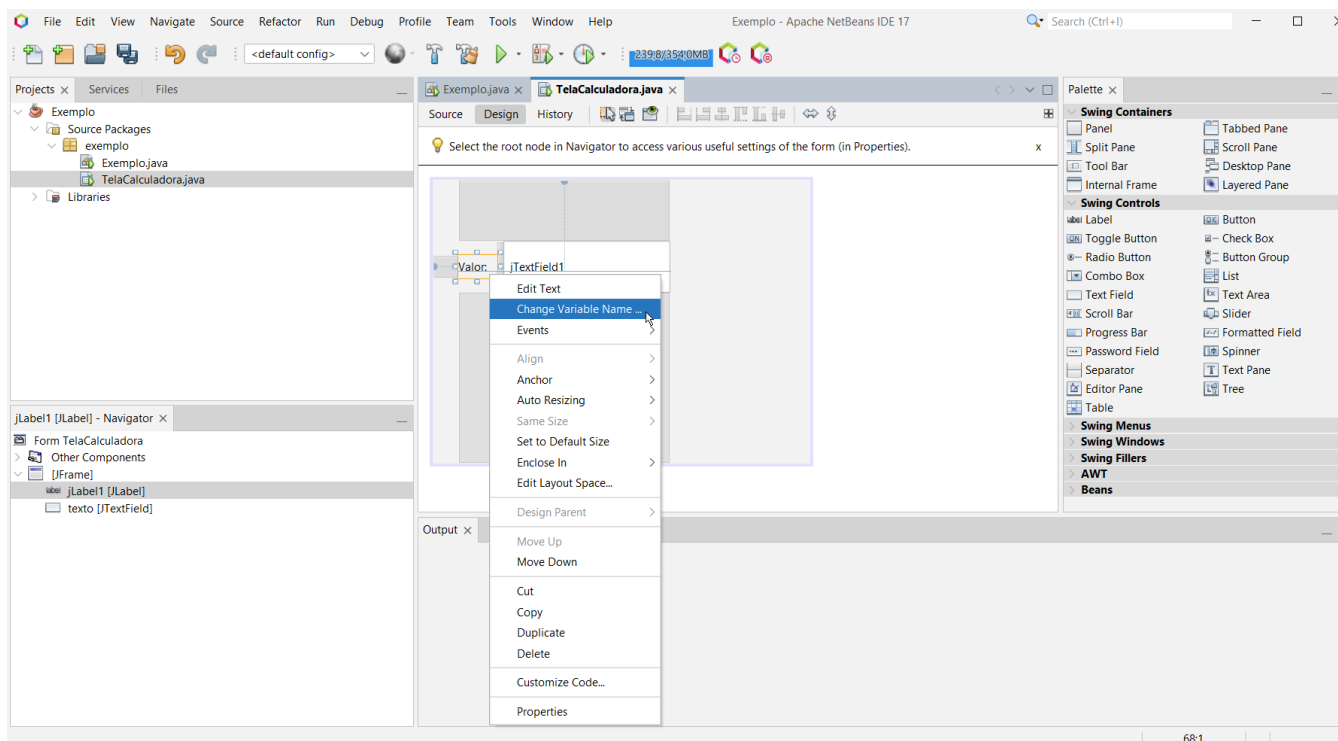 File Edit View Navigate Source Refactor Run Debug Profile Team Tools Window Help Exemplo - Apache NetBeans IDE 17 Search (Ctrl+I)
<default config> 239,8/354,0MB
Projects Services Files
Exemplo
Source Packages
exemplo
Exemplo.java
TelaCalculadora.java
Libraries
jLabel1 [JLabel] - Navigator
Form TelaCalculadora
Other Components
[JFrame]
label jLabel1 [JLabel]
texto [JTextField]
Exemplo.java TelaCalculadora.java
Source Design History
Select the root node in Navigator to access various useful settings of the form (in Properties). x
Valor: jTextField1
Edit Text
Change Variable Name ...
Events
Align
Anchor
Auto Resizing
Same Size
Set to Default Size
Enclose In
Edit Layout Space...
Design Parent
Move Up
Move Down
Cut
Copy
Duplicate
Delete
Customize Code...
Properties
Output
Palette
Swing Containers
Panel Tabbed Pane
Split Pane Scroll Pane
Tool Bar Desktop Pane
Internal Frame Layered Pane
Swing Controls
label Label OK Button
ON Toggle Button Check Box
Radio Button Button Group
Combo Box List
Text Field Text Area
Scroll Bar Slider
Progress Bar Formatted Field
Password Field Spinner
Separator T Text Pane
Editor Pane Tree
Table
Swing Menus
Swing Windows
Swing Fillers
AWT
Beans
68:1